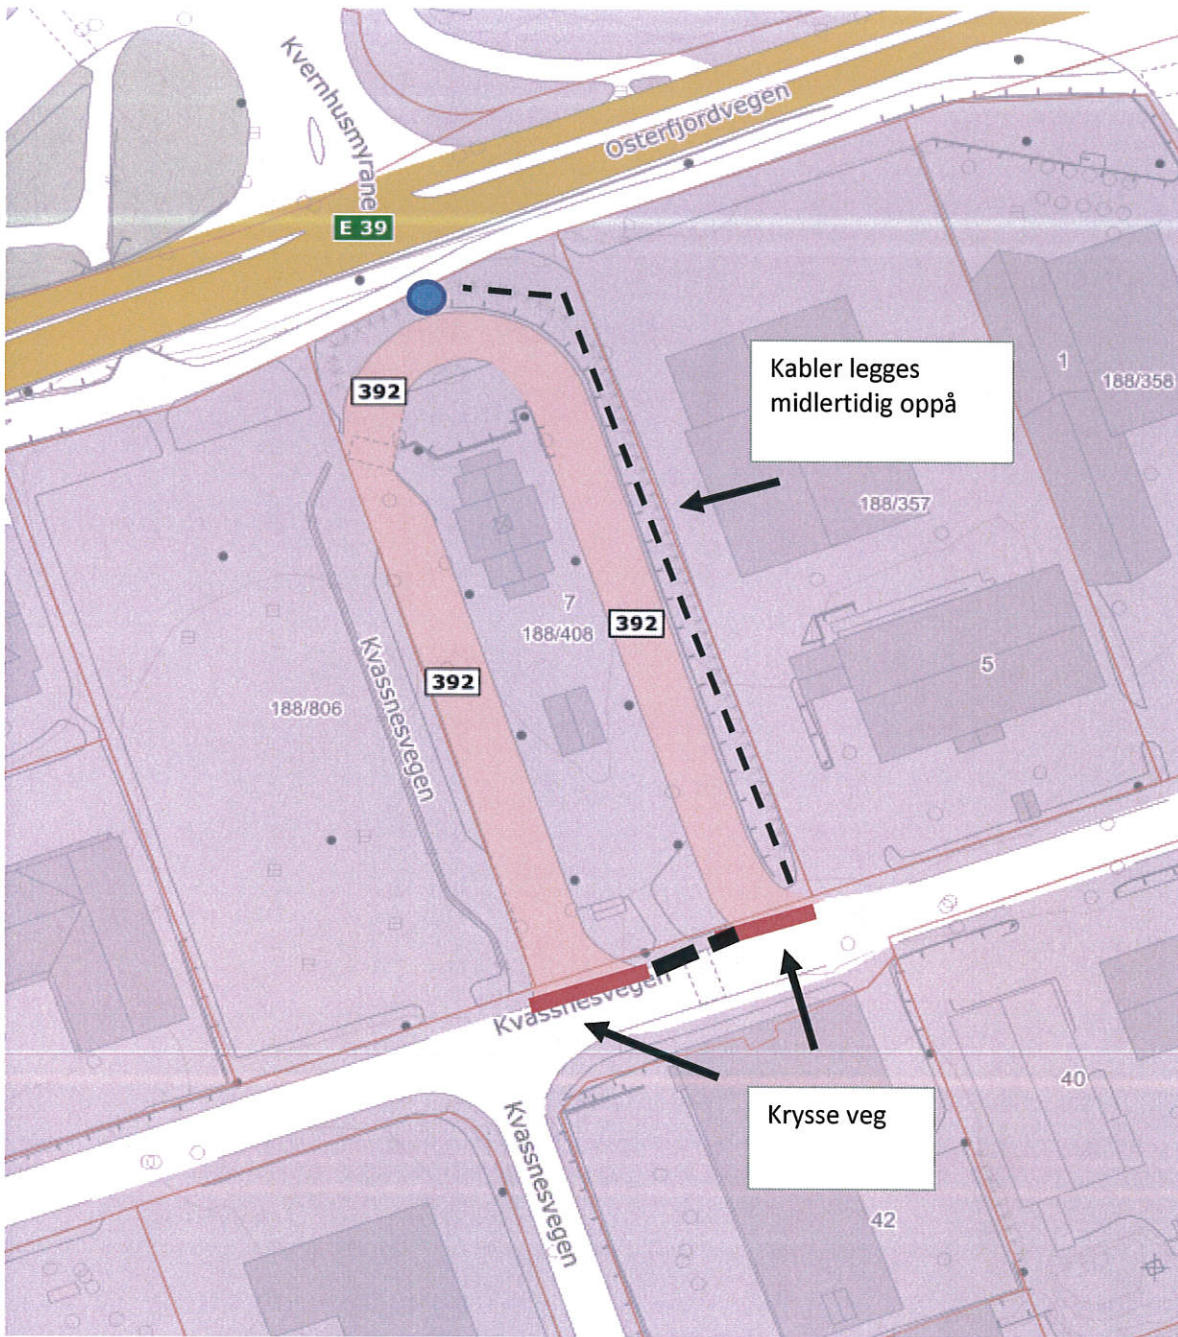 Kvernhusmyrane
Osterfjordvegen
E 39
392
Kabler legges
midlertidig oppå
1
188/358
188/357
7
188/408
392
5
392
188/806
Kvassnesvegen
Kvassnesvegen
Krysse veg
40
Kvassnesvegen
42